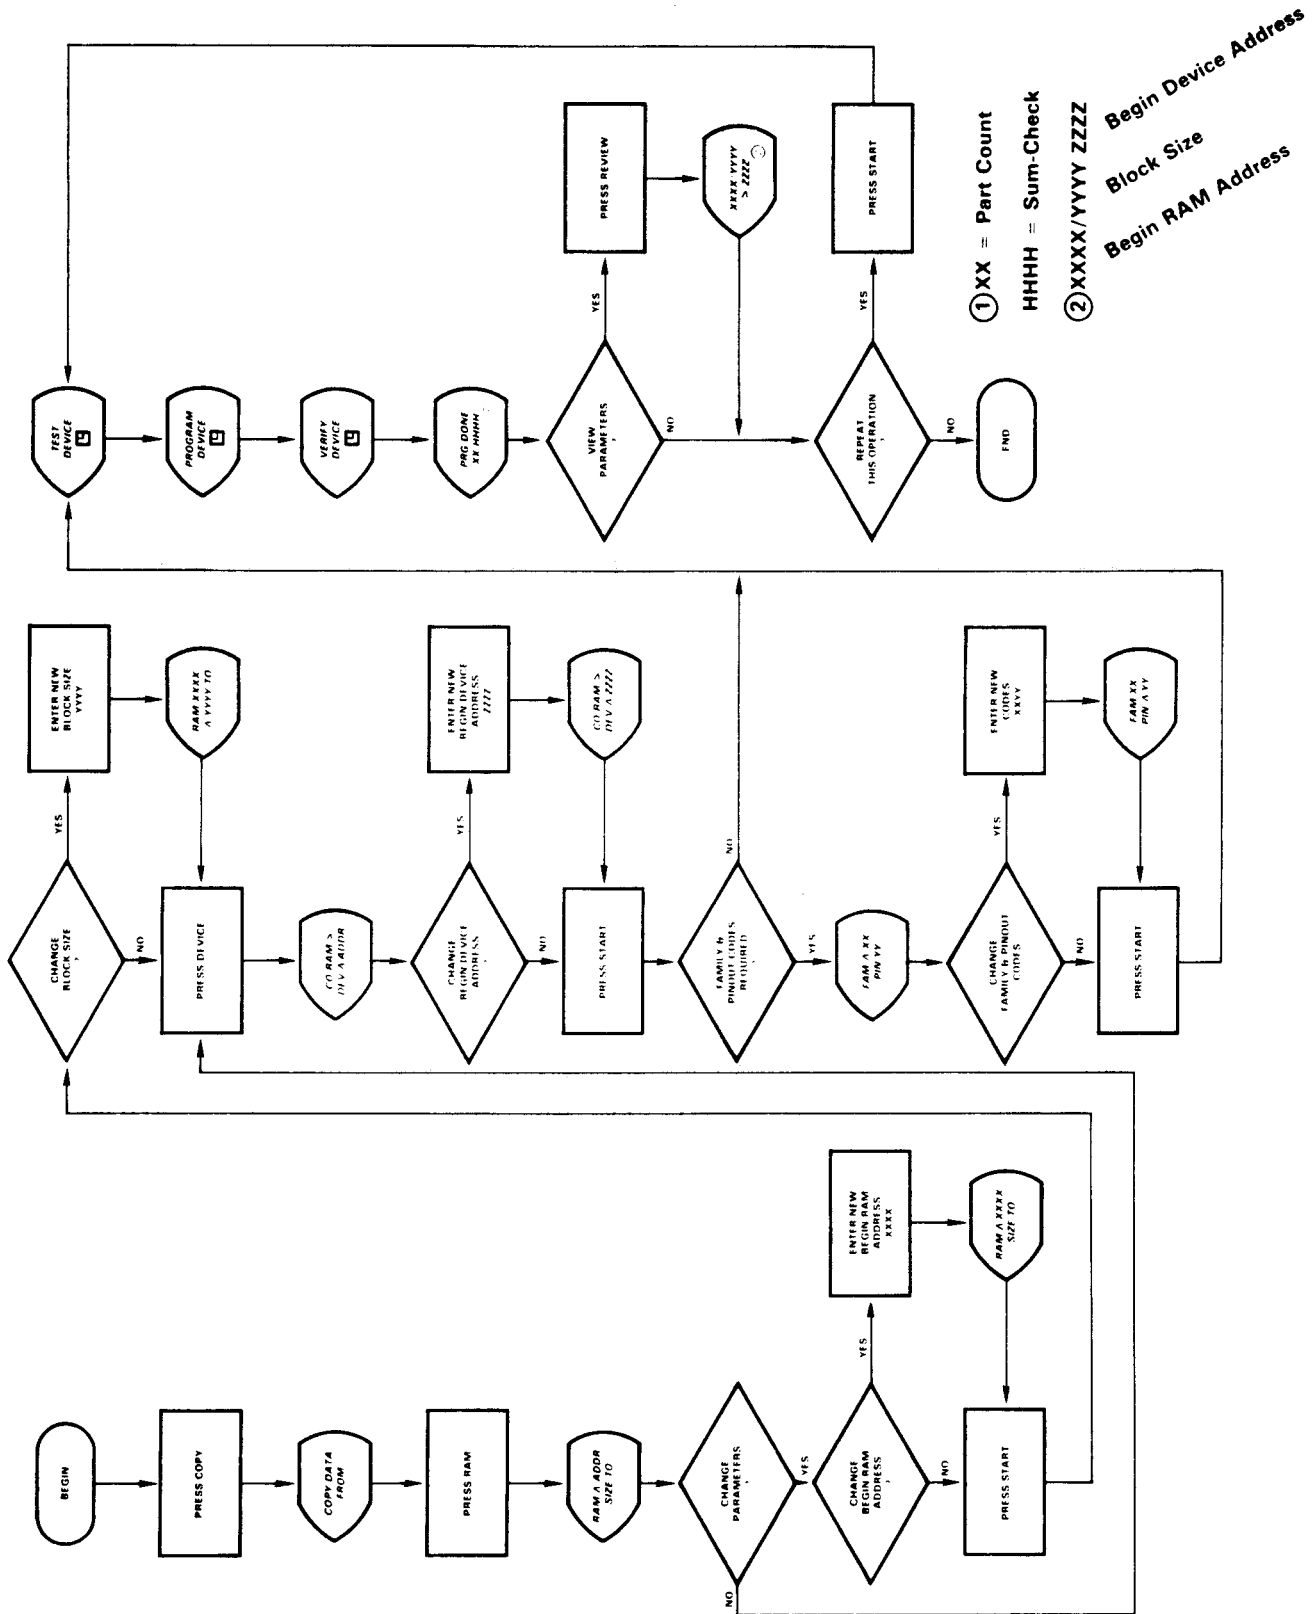 BEGIN
PRESS COPY
COPY DATA
FROM
PRESS RAM
RAM Λ ADDR
SIZE TO
CHANGE
PARAMETERS
NO
YES
CHANGE
BEGIN RAM
ADDRESS
YES
NO
ENTER NEW
BEGIN RAM
ADDRESS
XXXX
RAM Λ XXXX
SIZE TO
PRESS START
CHANGE
BLOCK SIZE
YES
NO
ENTER NEW
BLOCK SIZE
YYYY
RAM XXXX
Λ YYYY TO
PRESS DEVICE
CO RAM >
DEV Λ ADDR
CHANGE
BEGIN DEVICE
ADDRESS
YES
NO
ENTER NEW
BEGIN DEVICE
ADDRESS
ZZZZ
CO RAM >
DEV Λ ZZZZ
PRESS START
FAMILY &
PINOUT CODES
REQUIRED
NO
YES
FAM Λ XX
PIN YY
CHANGE
FAMILY & PINOUT
CODES
YES
NO
ENTER NEW
CODES
XXYY
FAM XX
PIN Λ YY
PRESS START
TEST
DEVICE
PROGRAM
DEVICE
VERIFY
DEVICE
PRG DONE
XX HHHH
VIEW
PARAMETERS
YES
NO
PRESS REVIEW
XXXX YYYY
> ZZZZ
REPEAT
THIS OPERATION
YES
NO
PRESS START
END
① XX = Part Count
HHHH = Sum-Check
② XXXX/YYYY ZZZZ
Begin Device Address
Block Size
Begin RAM Address